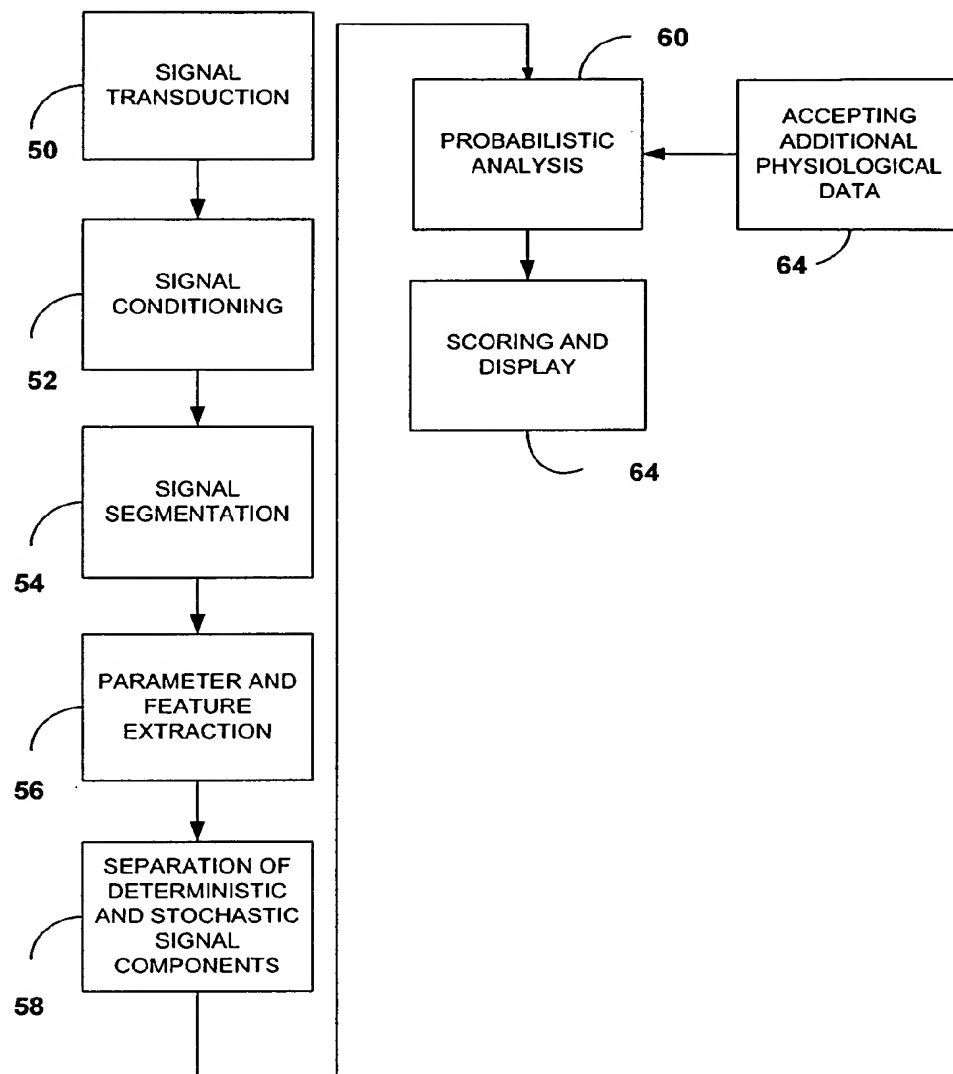 SIGNAL
TRANSDUCTION
50
SIGNAL
CONDITIONING
52
SIGNAL
SEGMENTATION
54
PARAMETER AND
FEATURE
EXTRACTION
56
SEPARATION OF
DETERMINISTIC
AND STOCHASTIC
SIGNAL
COMPONENTS
58
60
PROBABILISTIC
ANALYSIS
ACCEPTING
ADDITIONAL
PHYSIOLOGICAL
DATA
64
SCORING AND
DISPLAY
64